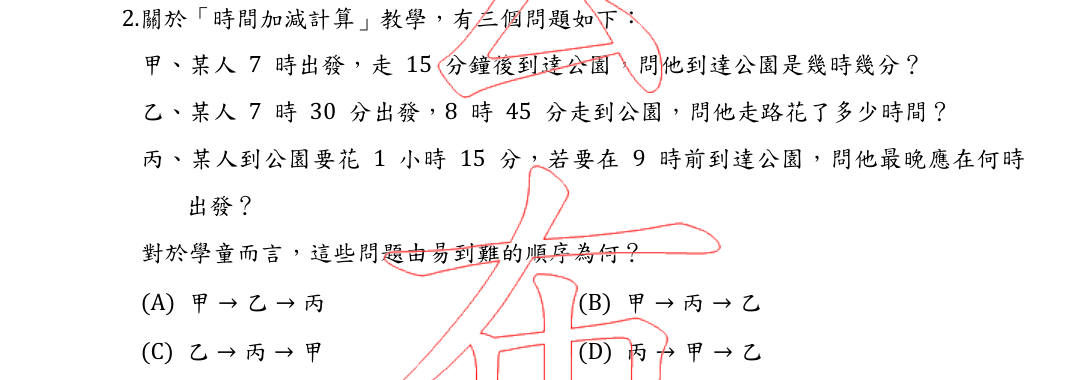 2.關於「時間加減計算」教學，有三個問題如下：
甲、某人 7 時出發，走 15 分鐘後到達公園，問他到達公園是幾時幾分？
乙、某人 7 時 30 分出發，8 時 45 分走到公園，問他走路花了多少時間？
丙、某人到公園要花 1 小時 15 分，若要在 9 時前到達公園，問他最晚應在何時
出發？
對於學童而言，這些問題由易到難的順序為何？
(A) 甲→乙→丙 (B) 甲→丙→乙
(C) 乙→丙→甲 (D) 丙→甲→乙